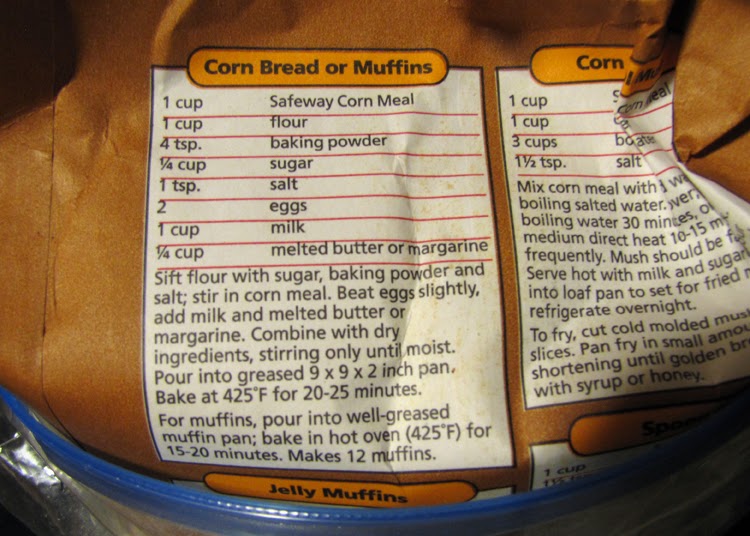 Corn Bread or Muffins
1 cup Safeway Corn Meal
1 cup flour
4 tsp. baking powder
¼ cup sugar
1 tsp. salt
2 eggs
1 cup milk
¼ cup melted butter or margarine
Sift flour with sugar, baking powder and
salt; stir in corn meal. Beat eggs slightly,
add milk and melted butter or
margarine. Combine with dry
ingredients, stirring only until moist.
Pour into greased 9 x 9 x 2 inch pan.
Bake at 425°F for 20-25 minutes.
For muffins, pour into well-greased
muffin pan; bake in hot oven (425°F) for
15-20 minutes. Makes 12 muffins.
Jelly Muffins
Corn
1 cup
1 cup
3 cups
1½ tsp. salt
Mix corn meal with
boiling salted water.
boiling water 30 minutes,
medium direct heat 10-15
frequently. Mush should be
Serve hot with milk and sugar
into loaf pan to set for fried
refrigerate overnight.
To fry, cut cold molded
slices. Pan fry in small
shortening until golden
with syrup or honey.
1 cup